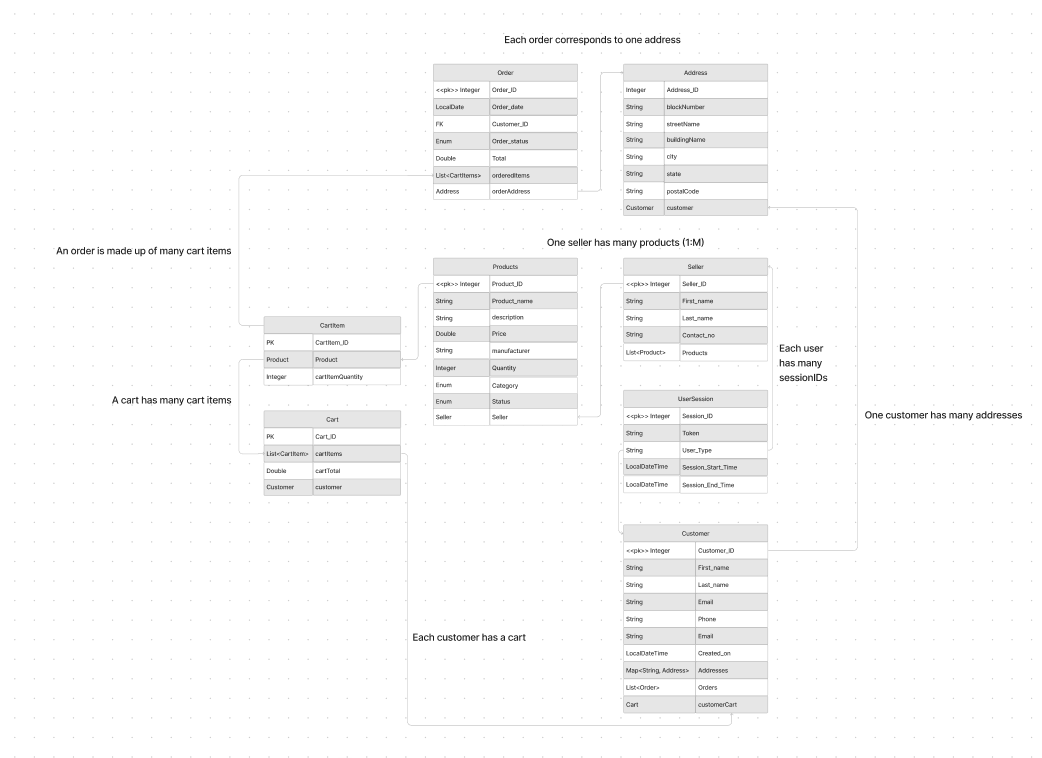 Each order corresponds to one address
Order
<<pk>> Integer Order_ID
LocalDate Order_date
FK Customer_ID
Enum Order_status
Double Total
List<CartItems> orderedItems
Address orderAddress
Address
Integer Address_ID
String blockNumber
String streetName
String buildingName
String city
String state
String postalCode
Customer customer
An order is made up of many cart items
One seller has many products (1:M)
Products
<<pk>> Integer Product_ID
String Product_name
String description
Double Price
String manufacturer
Integer Quantity
Enum Category
Enum Status
Seller Seller
Seller
<<pk>> Integer Seller_ID
String First_name
String Last_name
String Contact_no
List<Product> Products
CartItem
PK CartItem_ID
Product Product
Integer cartItemQuantity
Each user
has many
sessionIDs
A cart has many cart items
Cart
PK Cart_ID
List<CartItem> cartItems
Double cartTotal
Customer customer
UserSession
<<pk>> Integer Session_ID
String Token
String User_Type
LocalDateTime Session_Start_Time
LocalDateTime Session_End_Time
One customer has many addresses
Customer
<<pk>> Integer Customer_ID
String First_name
String Last_name
String Email
String Phone
String Email
LocalDateTime Created_on
Map<String, Address> Addresses
List<Order> Orders
Cart customerCart
Each customer has a cart